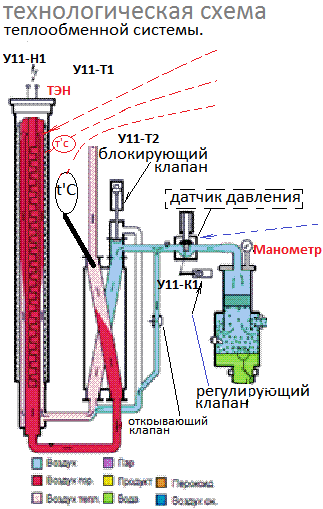 технологическая схема
теплообменной системы.
У11-Н1
У11-Т1
ТЭН
t'c
У11-Т2
блокирующий
клапан
t'C
датчик давления
Манометр
У11-К1
регулирующий
клапан
открывающий
клапан
Воздух
Пар
Воздух гор.
Продукт
Пероксид
Воздух тепл.
Вода
Воздух ох.